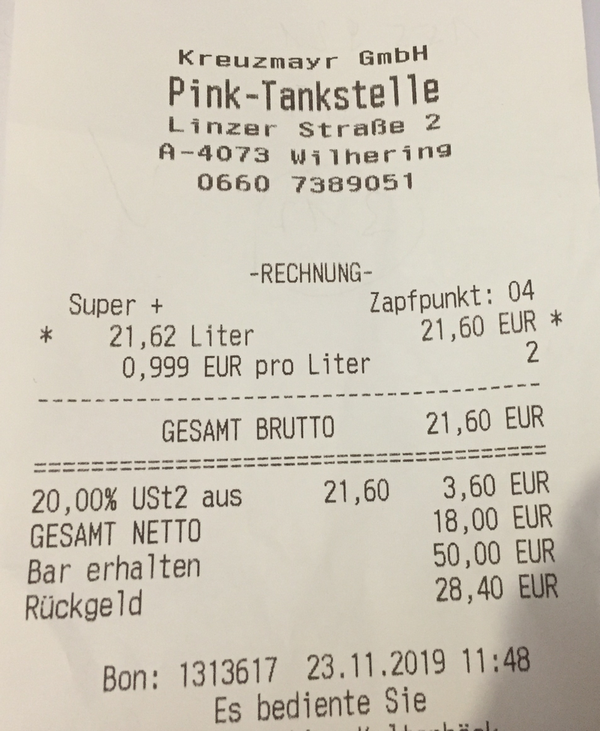 Kreuzmayr GmbH
Pink-Tankstelle
Linzer Straße 2
A-4073 Wilhering
0660 7389051
-RECHNUNG-
Super + Zapfpunkt: 04
* 21,62 Liter 21,60 EUR *
0,999 EUR pro Liter 2
GESAMT BRUTTO 21,60 EUR
20,00% USt2 aus 21,60 3,60 EUR
GESAMT NETTO 18,00 EUR
Bar erhalten 50,00 EUR
Rückgeld 28,40 EUR
Bon: 1313617 23.11.2019 11:48
Es bediente Sie